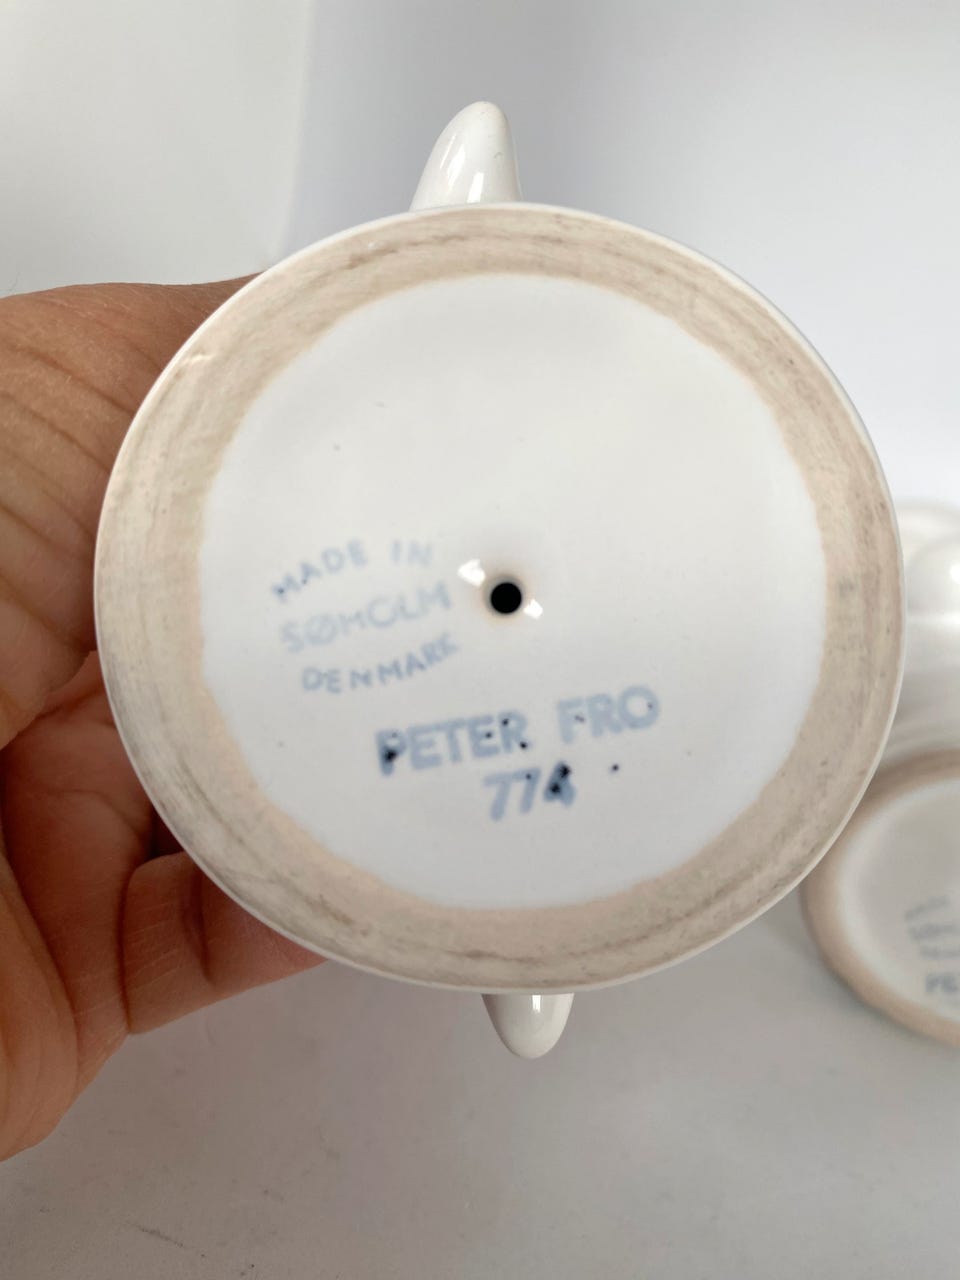 MADE IN
SØHOLM
DENMARK
PETER FRO
774